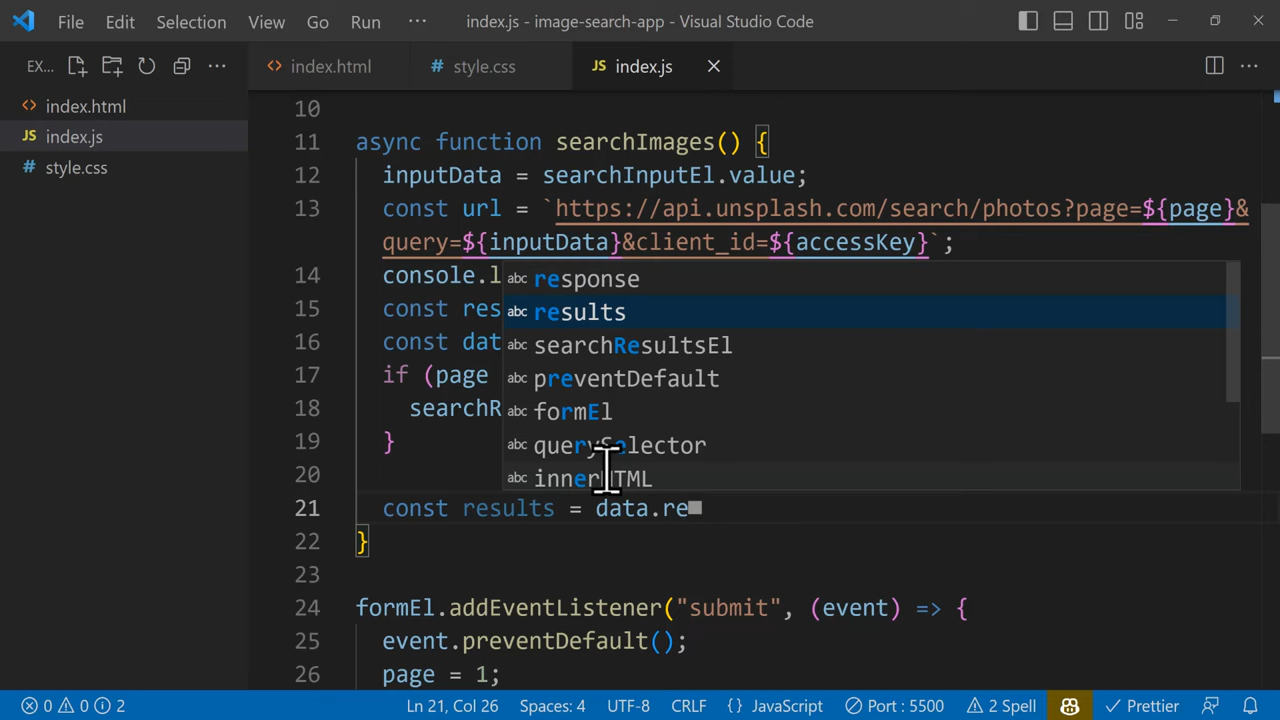 File Edit Selection View Go Run ··· index.js - image-search-app - Visual Studio Code
EX... ··· <> index.html # style.css JS index.js
<> index.html
JS index.js
# style.css
10
11 async function searchImages() {
12 inputData = searchInputEl.value;
13 const url = `https://api.unsplash.com/search/photos?page=${page}&
query=${inputData}&client_id=${accessKey}`;
14 console.l
abc response
15 const res
abc results
16 const dat
abc searchResultsEl
17 if (page
abc preventDefault
18 searchR
abc formEl
19 }
abc querySelector
20
abc innerHTML
21 const results = data.re
22 }
23
24 formEl.addEventListener("submit", (event) => {
25 event.preventDefault();
26 page = 1;
0 0 2 Ln 21, Col 26 Spaces: 4 UTF-8 CRLF {} JavaScript Port : 5500 2 Spell Prettier